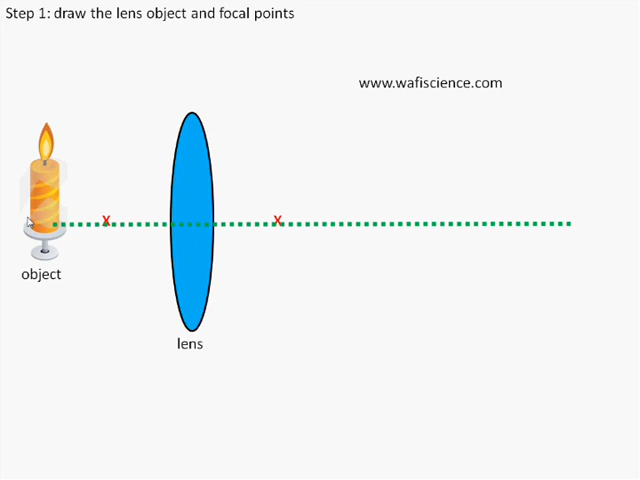 Step 1: draw the lens object and focal points
www.wafiscience.com
x x
object
lens